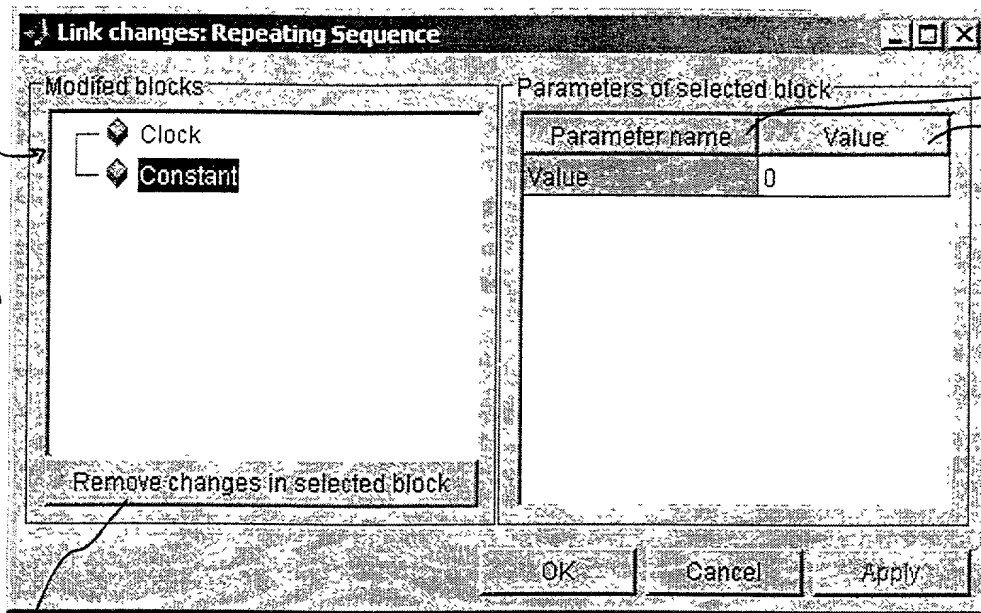 Link changes: Repeating Sequence
Modifed blocks
Clock
Constant
Remove changes in selected block
Parameters of selected block
Parameter name Value
Value 0
OK Cancel Apply